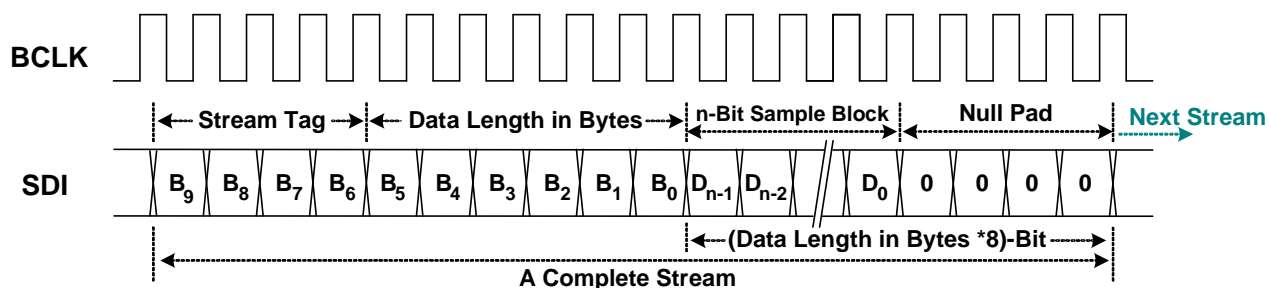 BCLK
Stream Tag Data Length in Bytes n-Bit Sample Block Null Pad Next Stream
SDI B9 B8 B7 B6 B5 B4 B3 B2 B1 B0 Dn-1 Dn-2 D0 0 0 0 0
(Data Length in Bytes *8)-Bit
A Complete Stream